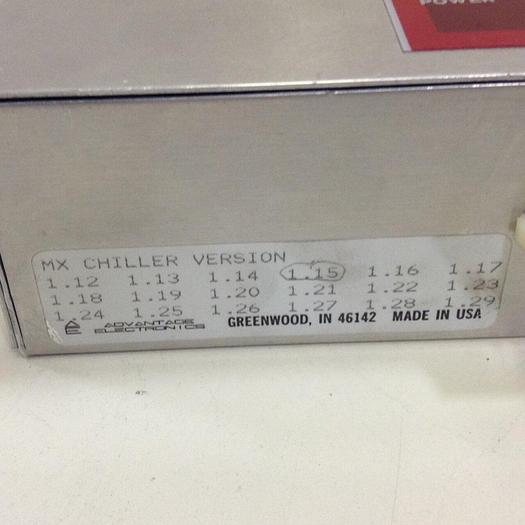 POWER
MX CHILLER VERSION
1.12 1.13 1.14 1.15 1.16 1.17
1.18 1.19 1.20 1.21 1.22 1.23
1.24 1.25 1.26 1.27 1.28 1.29
ADVANTAGE
ELECTRONICS
GREENWOOD, IN 46142 MADE IN USA